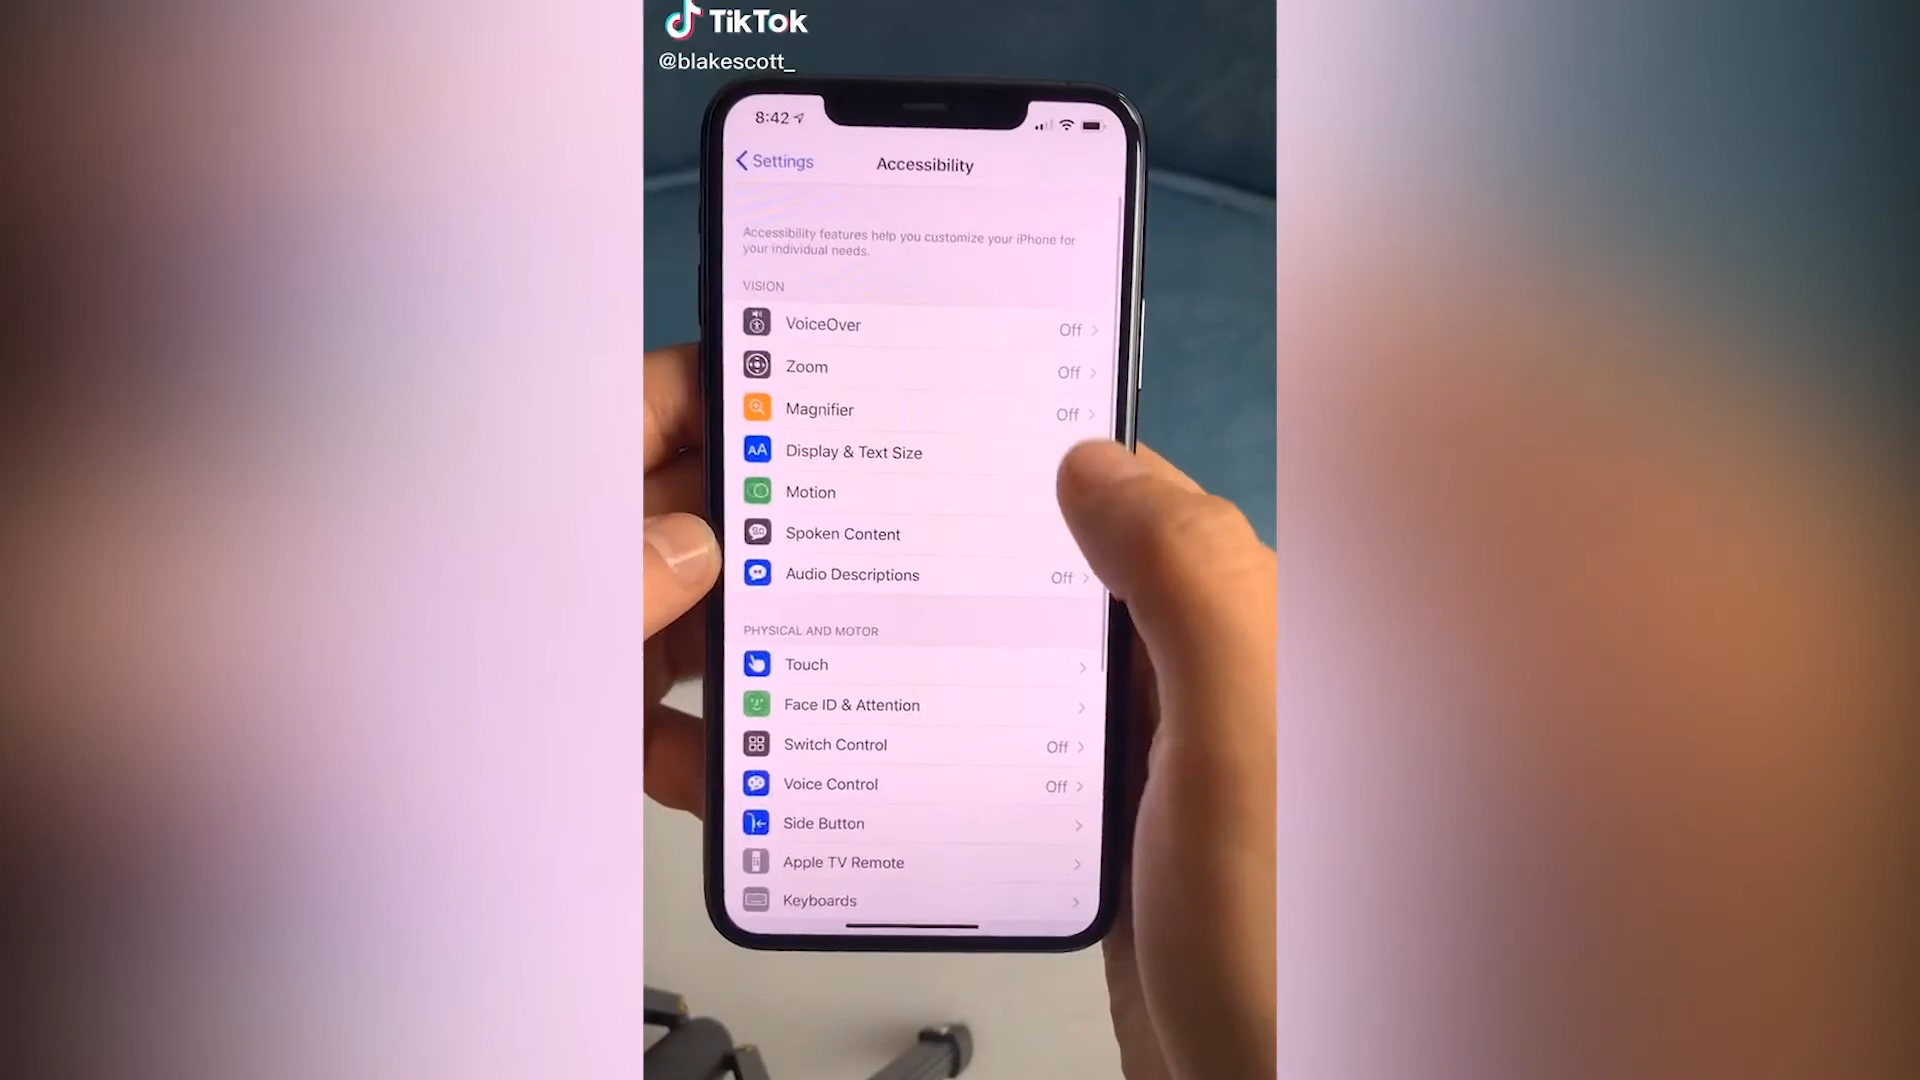 TikTok
@blakescott_
8:42
Settings
Accessibility
Accessibility features help you customize your iPhone for
your individual needs.
VISION
VoiceOver Off
Zoom Off
Magnifier Off
Display & Text Size
Motion
Spoken Content
Audio Descriptions Off
PHYSICAL AND MOTOR
Touch
Face ID & Attention
Switch Control Off
Voice Control Off
Side Button
Apple TV Remote
Keyboards